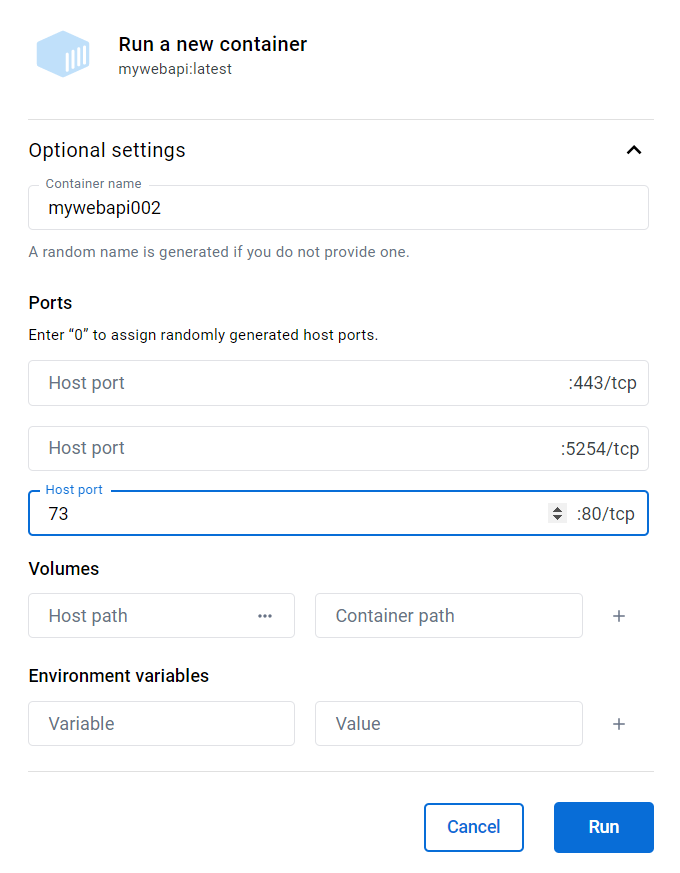 Run a new container
mywebapi:latest
Optional settings
Container name
mywebapi002
A random name is generated if you do not provide one.
Ports
Enter “0” to assign randomly generated host ports.
Host port :443/tcp
Host port :5254/tcp
Host port
73 :80/tcp
Volumes
Host path ••• Container path +
Environment variables
Variable Value +
Cancel Run